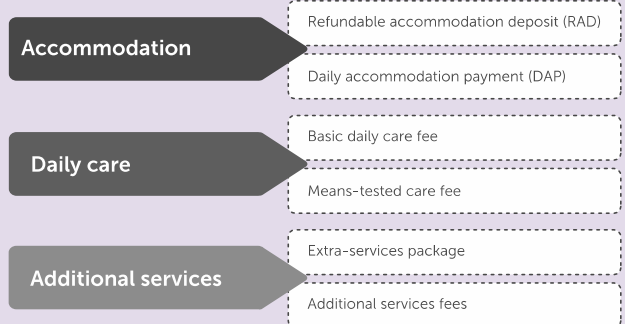 Accommodation
Refundable accommodation deposit (RAD)
Daily accommodation payment (DAP)
Daily care
Basic daily care fee
Means-tested care fee
Additional services
Extra-services package
Additional services fees